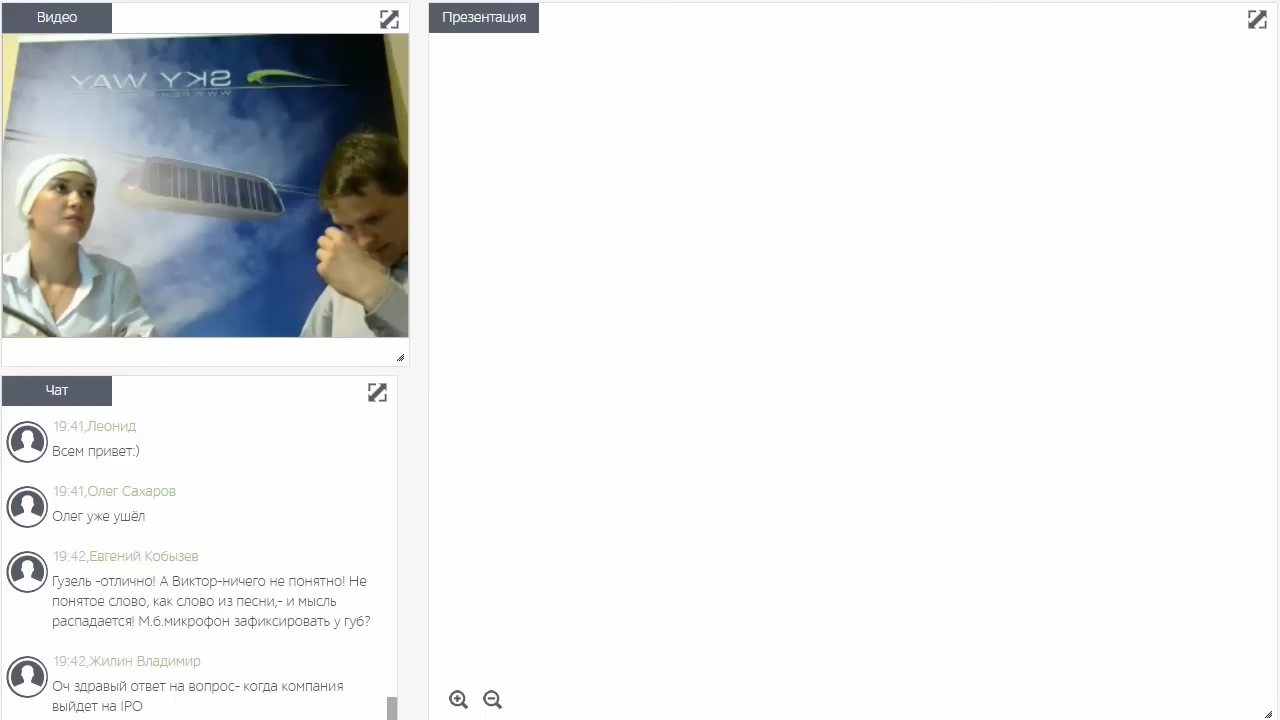 Видео
Презентация
SKY WAY
Чат
19:41,Леонид
Всем привет:)
19:41,Олег Сахаров
Олег уже ушёл
19:42,Евгений Кобызев
Гузель -отлично! А Виктор-ничего не понятно! Не
понятое слово, как слово из песни,- и мысль
распадается! М.б.микрофон зафиксировать у губ?
19:42,Жилин Владимир
Оч здравый ответ на вопрос- когда компания
выйдет на IPO